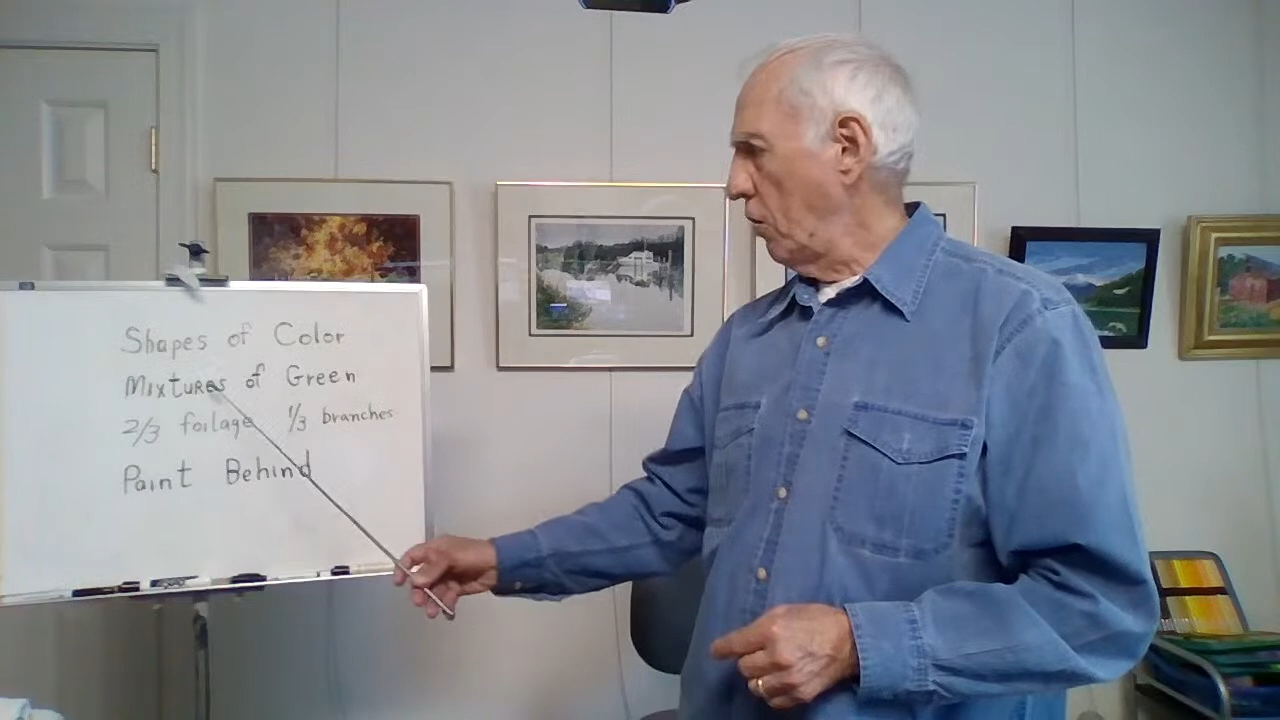 Shapes of Color
Mixtures of Green
2/3 foilage 1/3 branches
Paint Behind